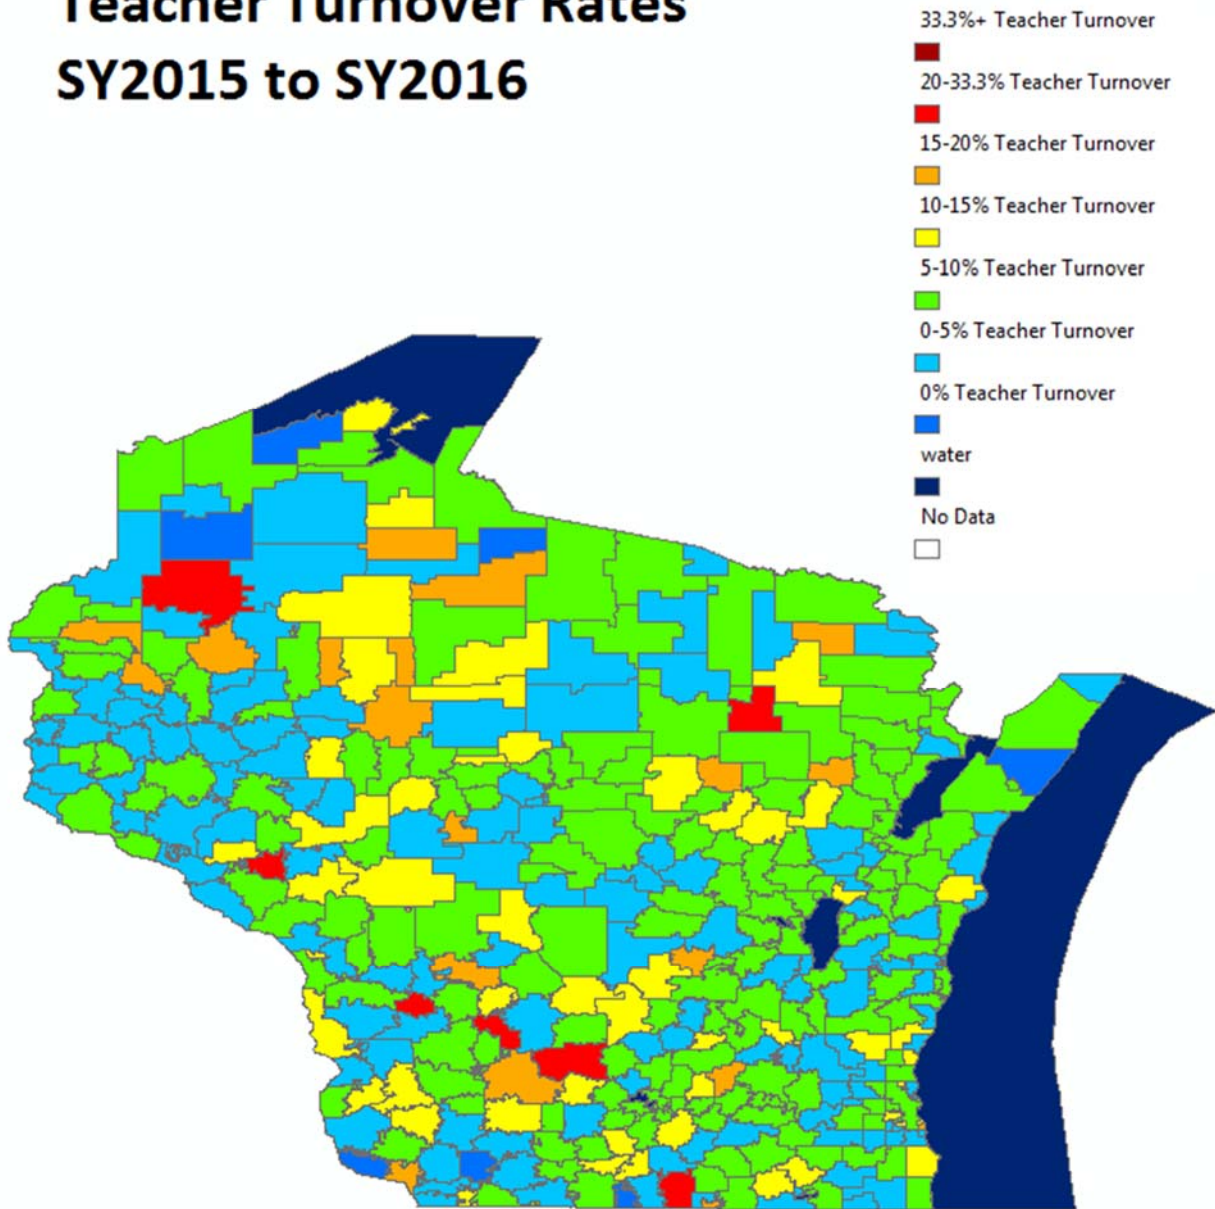 Teacher Turnover Rates
SY2015 to SY2016
33.3%+ Teacher Turnover
20-33.3% Teacher Turnover
15-20% Teacher Turnover
10-15% Teacher Turnover
5-10% Teacher Turnover
0-5% Teacher Turnover
0% Teacher Turnover
water
No Data